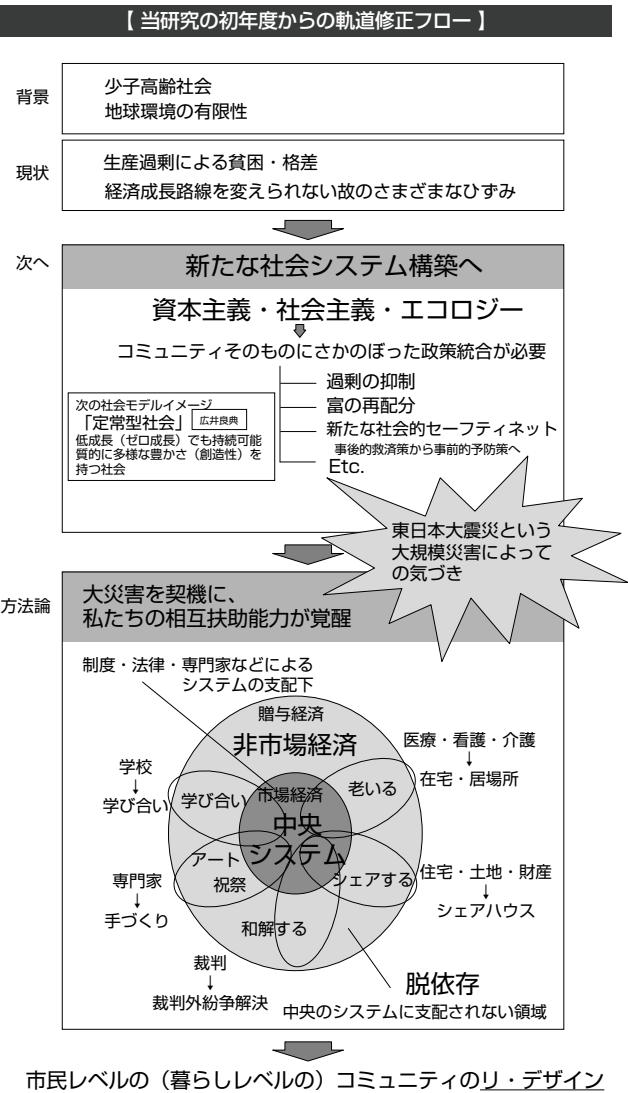 【 当研究の初年度からの軌道修正フロー 】
背景
少子高齢社会
地球環境の有限性
現状
生産過剰による貧困・格差
経済成長路線を変えられない故のさまざまなひずみ
次へ
新たな社会システム構築へ
資本主義・社会主義・エコロジー
コミュニティそのものにさかのぼった政策統合が必要
過剰の抑制
富の再配分
新たな社会的セーフティネット
事後的救済策から事前的予防策へ
Etc.
次の社会モデルイメージ
「定常型社会」 広井良典
低成長（ゼロ成長）でも持続可能
質的に多様な豊かさ（創造性）を
持つ社会
東日本大震災という
大規模災害によって
の気づき
方法論
大災害を契機に、
私たちの相互扶助能力が覚醒
制度・法律・専門家などによる
システムの支配下
贈与経済
非市場経済
市場経済
中央
システム
学び合い
老いる
アート
祝祭
シェアする
和解する
学校
↓
学び合い
医療・看護・介護
↓
在宅・居場所
専門家
↓
手づくり
住宅・土地・財産
↓
シェアハウス
裁判
↓
裁判外紛争解決
脱依存
中央のシステムに支配されない領域
市民レベルの（暮らしレベルの）コミュニティのリ・デザイン